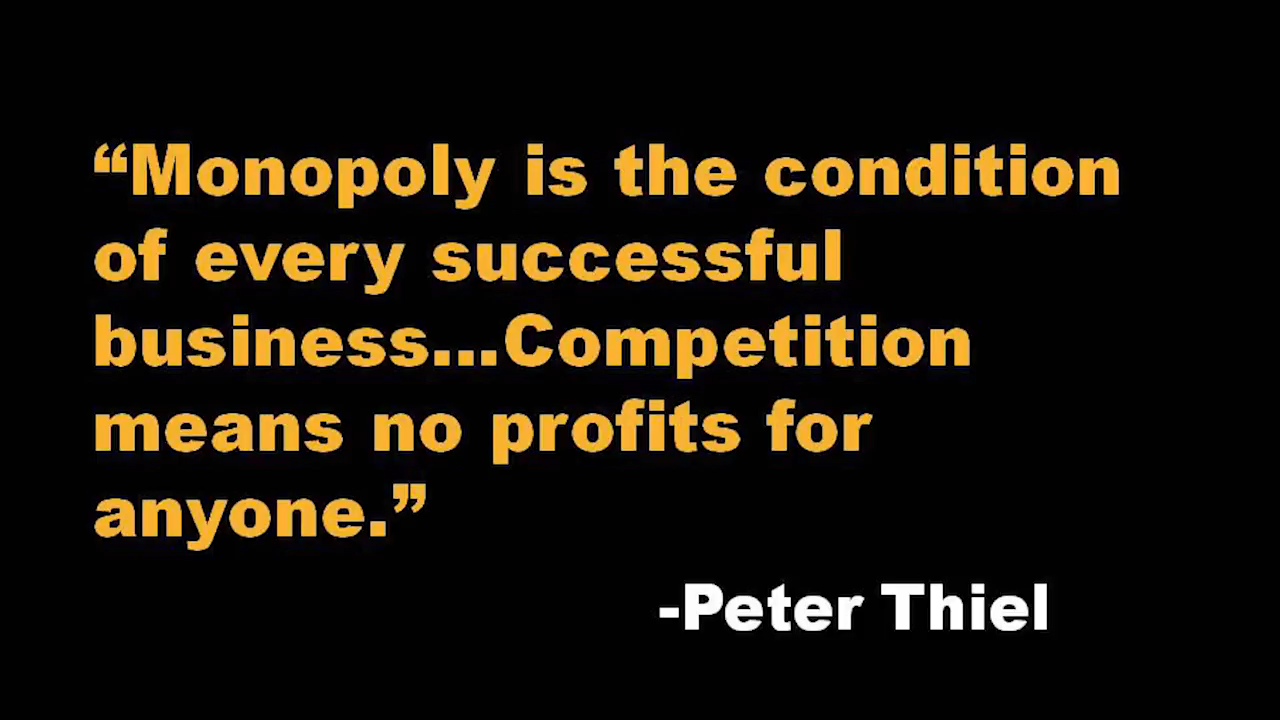 “Monopoly is the condition
of every successful
business...Competition
means no profits for
anyone.”
-Peter Thiel